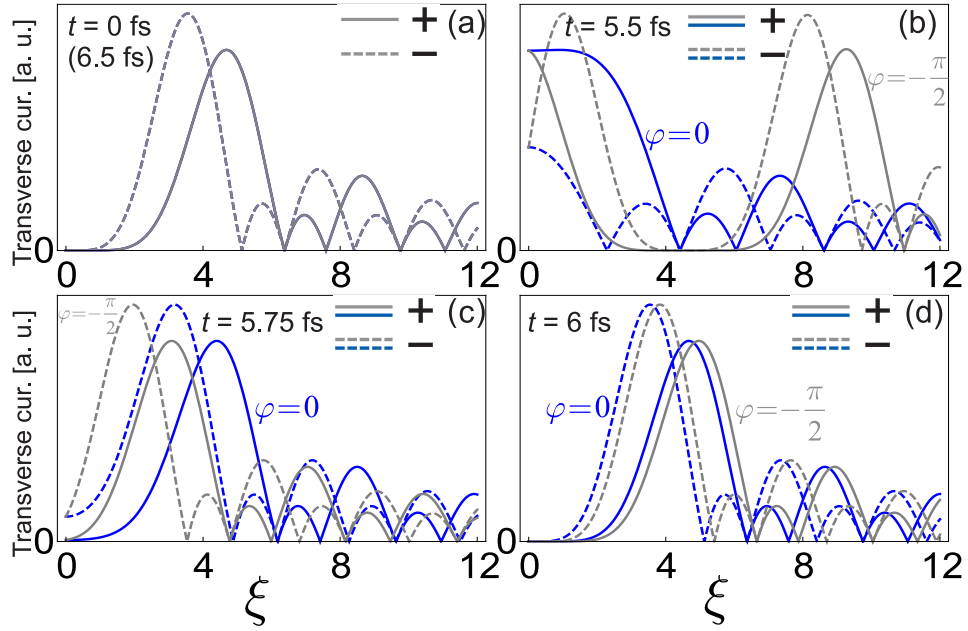 t = 0 fs
(6.5 fs)
+
−
(a)
Transverse cur. [a. u.]
0
0 4 8 12
t = 5.5 fs
+
−
(b)
φ=0
φ=−π/2
0
0 4 8 12
φ=−π/2
t = 5.75 fs
+
−
(c)
φ=0
Transverse cur. [a. u.]
0
0 4 8 12
ξ
t = 6 fs
+
−
(d)
φ=0
φ=−π/2
0
0 4 8 12
ξ